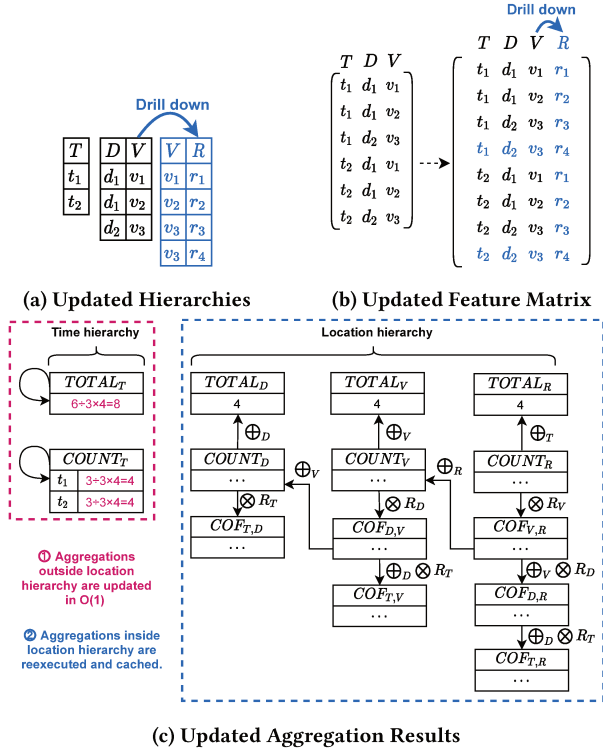 Drill down
T D V R
T D V
t1 d1 v1 r1
t1 d1 v1
t1 d1 v2 r2
t1 d1 v2
t1 d2 v3 r3
t1 d2 v3
t1 d2 v3 r4
t2 d1 v1
t2 d1 v1 r1
t2 d1 v2
t2 d1 v2 r2
t2 d2 v3
t2 d2 v3 r3
t2 d2 v3 r4
Drill down
T D V V R
t1 d1 v1 v1 r1
t2 d1 v2 v2 r2
d2 v3 v3 r3
v3 r4
(a) Updated Hierarchies
(b) Updated Feature Matrix
Time hierarchy
TOTAL_T
6÷3×4=8
COUNT_T
t1 3÷3×4=4
t2 3÷3×4=4
① Aggregations
outside location
hierarchy are updated
in O(1)
② Aggregations inside
location hierarchy are
reexecuted and cached.
Location hierarchy
TOTAL_D TOTAL_V TOTAL_R
4 4 4
⊕_D ⊕_V ⊕_T
COUNT_D ⊕_V COUNT_V ⊕_R COUNT_R
... ... ...
⊗ R_T ⊗ R_D ⊗ R_V
COF_T,D COF_D,V COF_V,R
... ... ...
⊕_D ⊗ R_T ⊕_V ⊗ R_D
COF_T,V COF_D,R
... ...
⊕_D ⊗ R_T
COF_T,R
...
(c) Updated Aggregation Results